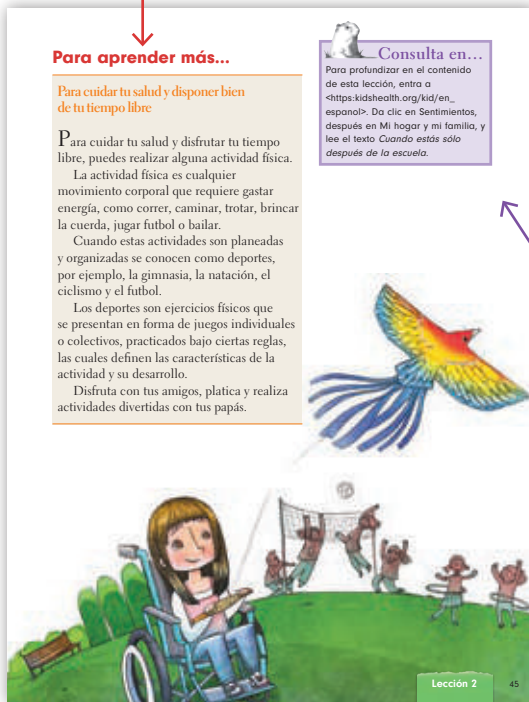 Para aprender más...
Para cuidar tu salud y disponer bien
de tu tiempo libre
Para cuidar tu salud y disfrutar tu tiempo
libre, puedes realizar alguna actividad física.
La actividad física es cualquier
movimiento corporal que requiere gastar
energía, como correr, caminar, trotar, brincar
la cuerda, jugar futbol o bailar.
Cuando estas actividades son planeadas
y organizadas se conocen como deportes,
por ejemplo, la gimnasia, la natación, el
ciclismo y el futbol.
Los deportes son ejercicios físicos que
se presentan en forma de juegos individuales
o colectivos, practicados bajo ciertas reglas,
las cuales definen las características de la
actividad y su desarrollo.
Disfruta con tus amigos, platica y realiza
actividades divertidas con tus papás.
Consulta en...
Para profundizar en el contenido
de esta lección, entra a
<https:kidshealth.org/kid/en_
espanol>. Da clic en Sentimientos,
después en Mi hogar y mi familia, y
lee el texto Cuando estás sólo
después de la escuela.
Lección 2
45